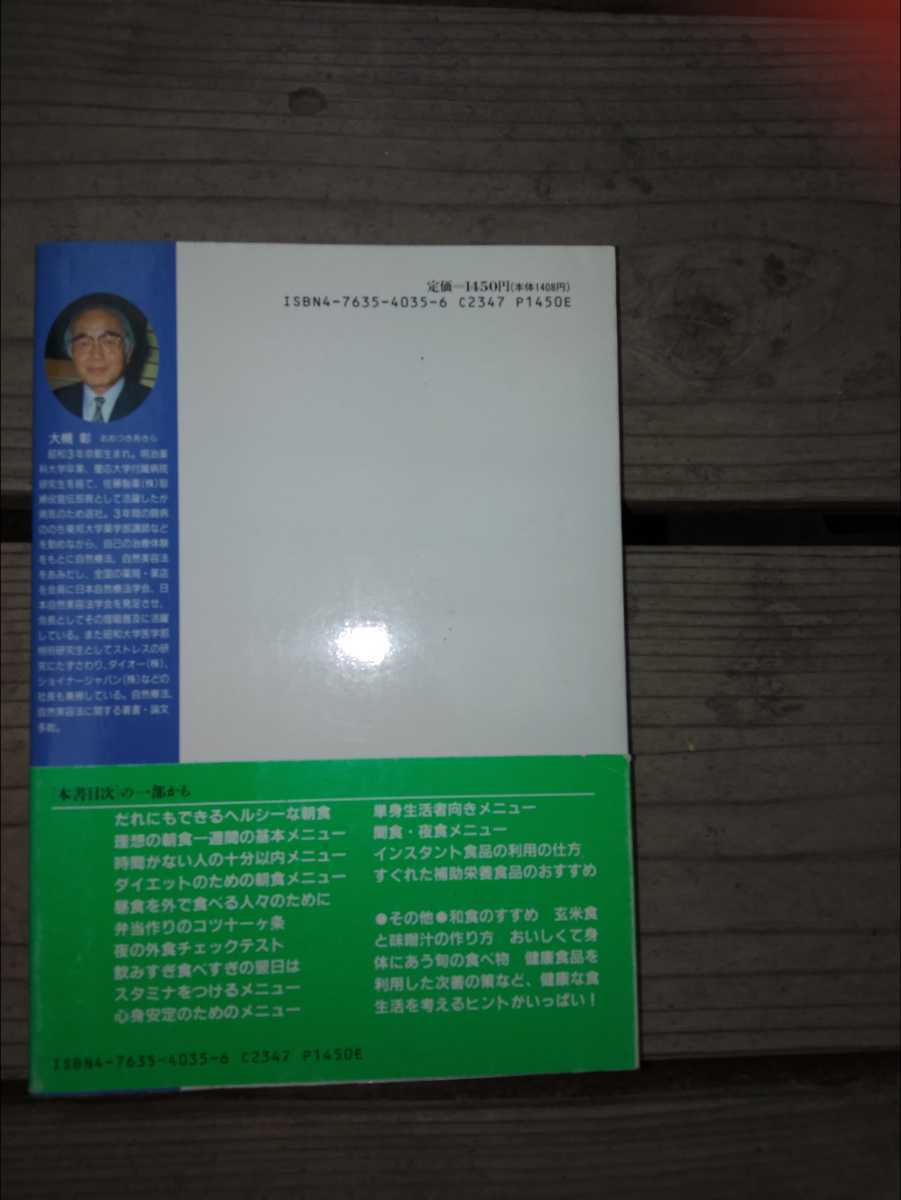 定価＝1450円(本体1408円)
ISBN4-7635-4035-6 C2347 P1450E
大槻 彰 おおつきあきら
昭和3年京都生まれ。明治薬
科大学卒業、慶応大学付属病院
研究生を経て、佐藤製薬(株)取
締役宣伝部長として活躍したが
病気のため退社。3年間の闘病
ののち東邦大学薬学部講師など
を勤めながら、自己の治療体験
をもとに自然療法、自然美容法
をあみだし、全国の薬局・薬店
を会員に日本自然療法学会、日
本自然美容法学会を発足させ、
会長としてその理論普及に活躍
している。また昭和大学医学部
特別研究生としてストレスの研
究にたずさわり、ダイオー(株)、
ジョイナージャパン(株)などの
社長も兼務している。自然療法、
自然美容法に関する著書・論文
多数。
[本書目次]の一部から
だれにもできるヘルシーな朝食
理想の朝食一週間の基本メニュー
時間がない人の十分以内メニュー
ダイエットのための朝食メニュー
昼食を外で食べる人々のために
弁当作りのコツ十一ヶ条
夜の外食チェックテスト
飲みすぎ食べすぎの翌日は
スタミナをつけるメニュー
心身安定のためのメニュー
単身生活者向きメニュー
間食・夜食メニュー
インスタント食品の利用の仕方
すぐれた補助栄養食品のおすすめ
●その他●和食のすすめ 玄米食
と味噌汁の作り方 おいしくて身
体にあう旬の食べ物 健康食品を
利用した次善の策など、健康な食
生活を考えるヒントがいっぱい！
ISBN4-7635-4035-6 C2347 P1450E